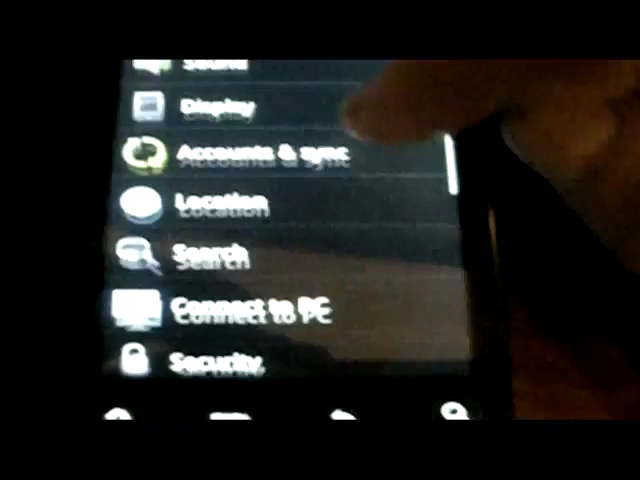 Sound
Display
Accounts & sync
Location
Search
Connect to PC
Security